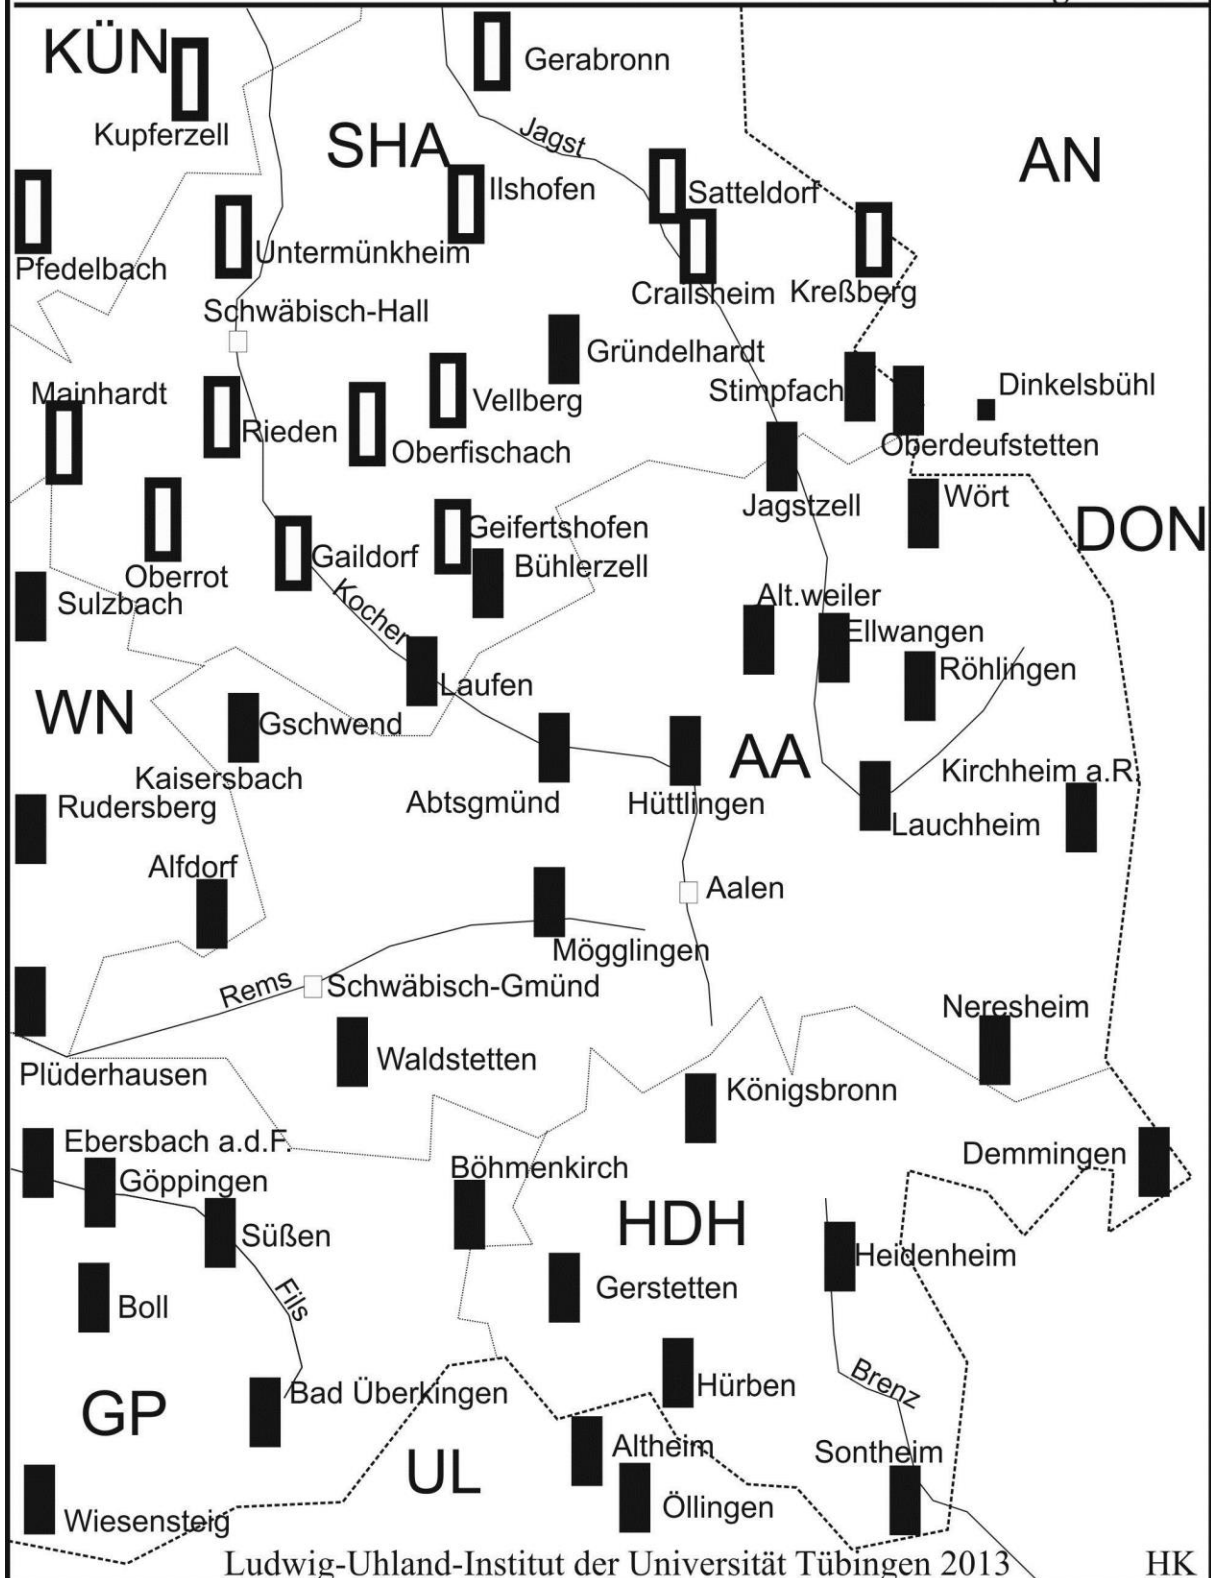 KÜN
Gerabronn
Kupferzell
SHA
Jagst
AN
Ilshofen
Satteldorf
Pfedelbach
Untermünkheim
Crailsheim
Kreßberg
Schwäbisch-Hall
Gründelhardt
Mainhardt
Vellberg
Stimpfach
Dinkelsbühl
Rieden
Oberfischach
Oberdeufstetten
Jagstzell
Wört
Geifertshofen
DON
Gaildorf
Bühlerzell
Oberrot
Sulzbach
Kocher
Alt.weiler
Ellwangen
Röhlingen
Laufen
WN
Gschwend
AA
Kaisersbach
Kirchheim a.R.
Rudersberg
Abtsgmünd
Hüttlingen
Lauchheim
Alfdorf
Aalen
Mögglingen
Rems
Schwäbisch-Gmünd
Neresheim
Waldstetten
Plüderhausen
Königsbronn
Ebersbach a.d.F.
Demmingen
Göppingen
Böhmenkirch
Süßen
HDH
Heidenheim
Boll
Fils
Gerstetten
Bad Überkingen
Hürben
Brenz
GP
UL
Altheim
Sontheim
Wiesensteig
Öllingen
Ludwig-Uhland-Institut der Universität Tübingen 2013
HK